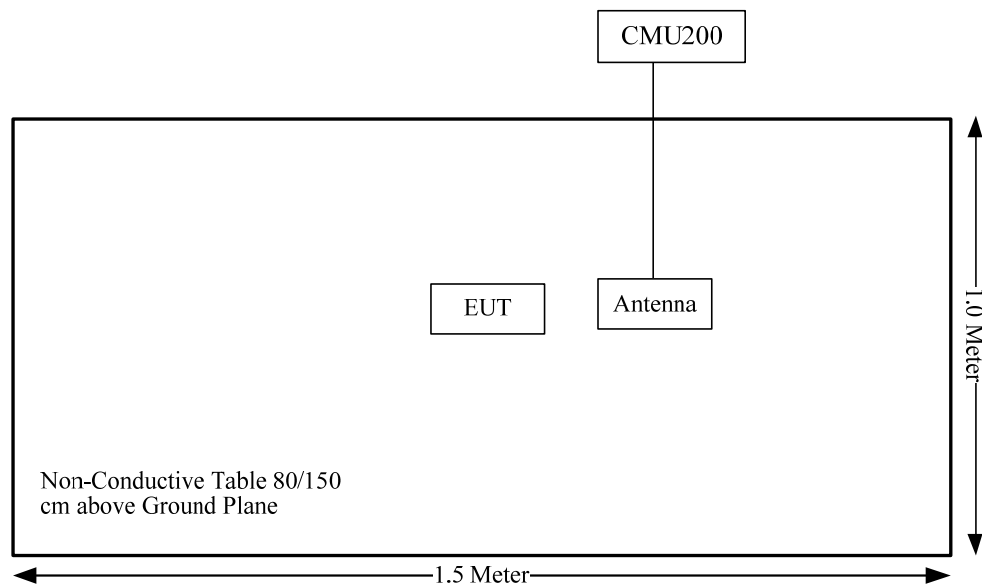 CMU200
EUT
Antenna
1.0 Meter
Non-Conductive Table 80/150
cm above Ground Plane
1.5 Meter